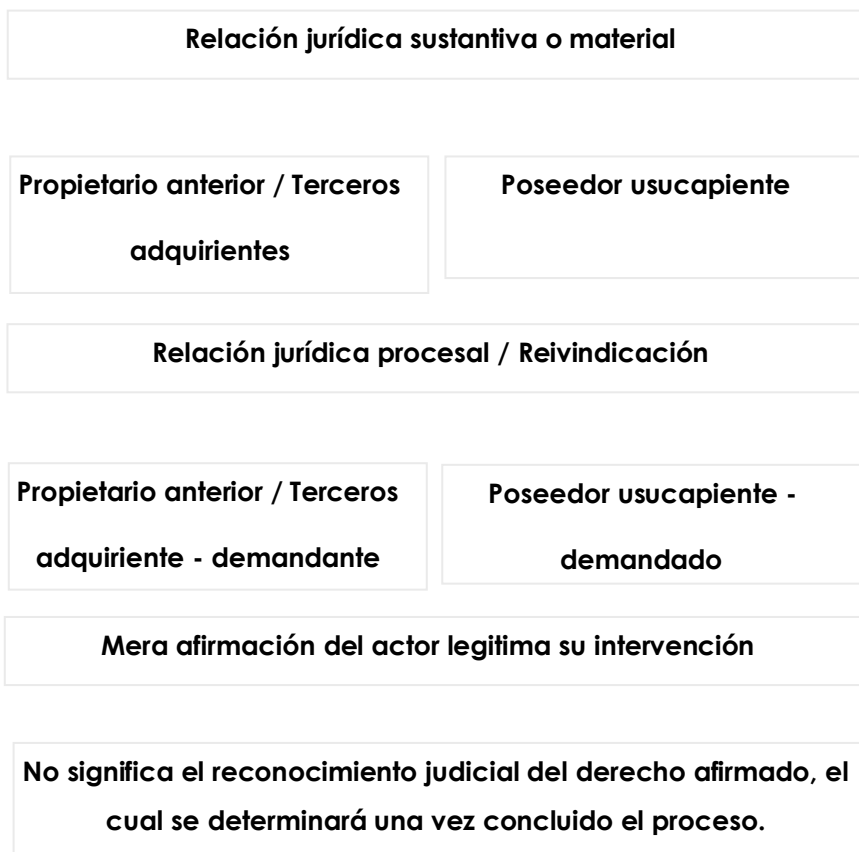 Relación jurídica sustantiva o material
Propietario anterior / Terceros
adquirientes
Poseedor usucapiente
Relación jurídica procesal / Reivindicación
Propietario anterior / Terceros
adquiriente - demandante
Poseedor usucapiente -
demandado
Mera afirmación del actor legitima su intervención
No significa el reconocimiento judicial del derecho afirmado, el
cual se determinará una vez concluido el proceso.